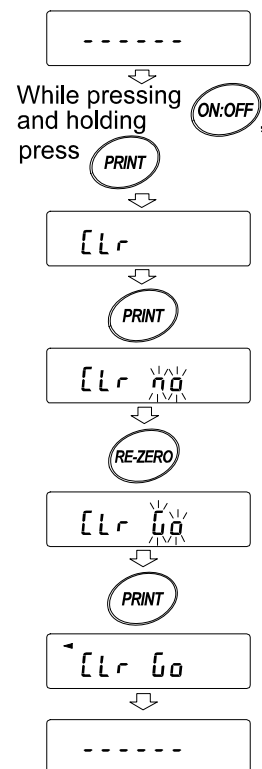 - - - - - -
While pressing ON:OFF,
and holding
press PRINT
CLr
PRINT
CLr no
RE-ZERO
CLr Go
PRINT
CLr Go
- - - - - -